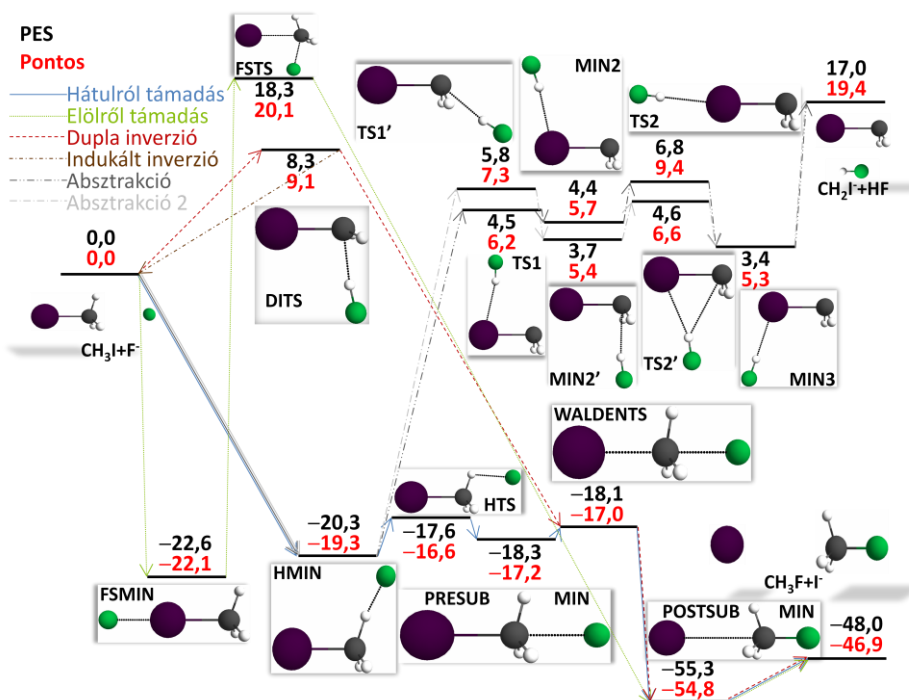 PES
Pontos
Hátulról támadás
Elölről támadás
Dupla inverzió
Indukált inverzió
Absztrakció
Absztrakció 2
FSTS
18,3
20,1
8,3
9,1
DITS
0,0
0,0
CH₃I+F⁻
−22,6
−22,1
FSMIN
−20,3
−19,3
HMIN
HTS
−17,6
−16,6
−18,3
−17,2
PRESUB MIN
TS1’
5,8
7,3
4,5
6,2
TS1
MIN2
4,4
5,7
3,7
5,4
MIN2’
TS2
6,8
9,4
4,6
6,6
TS2’
3,4
5,3
MIN3
17,0
19,4
CH₂I⁻+HF
WALDENTS
−18,1
−17,0
CH₃F+I⁻
POSTSUB MIN
−55,3
−54,8
−48,0
−46,9